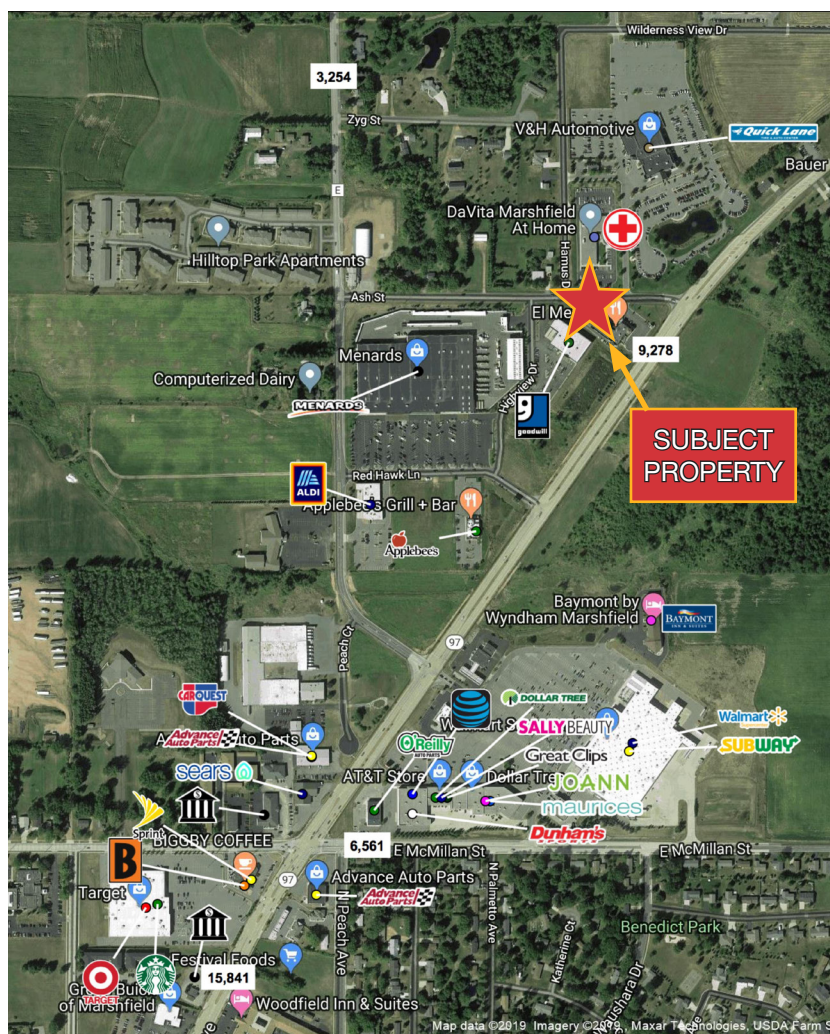 Wilderness View Dr
3,254
Zyg St
V&H Automotive
Quick Lane
TIRE & AUTO CENTER
Bauer
E
DaVita Marshfield
At Home
Hamus D
Hilltop Park Apartments
Ash St
El Me
9,278
Menards
Computerized Dairy
MENARDS
Highview Dr
goodwill
SUBJECT
PROPERTY
Red Hawk Ln
ALDI
Applebee's Grill + Bar
Applebee's
Baymont by
Wyndham Marshfield
BAYMONT
INN & SUITES
97
Peach Ct
CARQUEST
DOLLAR TREE
Walmart
Advance
Auto Parts
Auto Parts
O'Reilly
AUTO PARTS
SALLY BEAUTY
SUBWAY
Great Clips
sears
AT&T Store
Dollar Tre
JOANN
maurices
Sprint
BIGGBY COFFEE
6,561
Dunham's
SPORTS
E McMillan St
E McMillan St
B
Target
97
Advance Auto Parts
Advance
Auto Parts
N Peach Ave
N Palmetto Ave
Katherine Ct
Benedict Park
Festival Foods
TARGET
15,841
of Marshfield
Woodfield Inn & Suites
Map data ©2019 Imagery ©2019, Maxar Technologies, USDA Farm